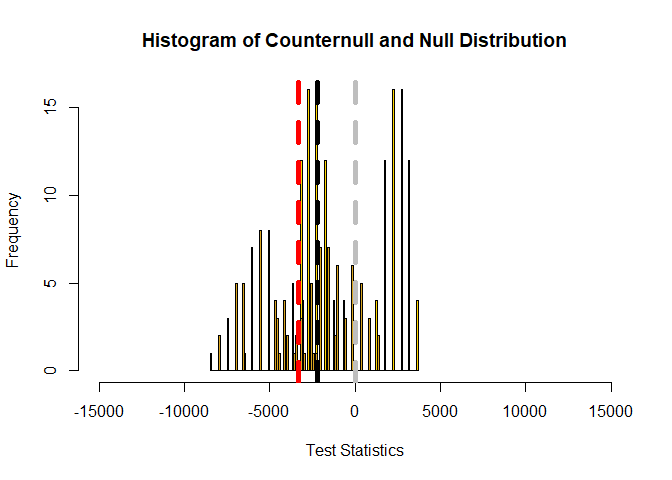 Histogram of Counternull and Null Distribution
Frequency
15
10
5
0
-15000 -10000 -5000 0 5000 10000 15000
Test Statistics